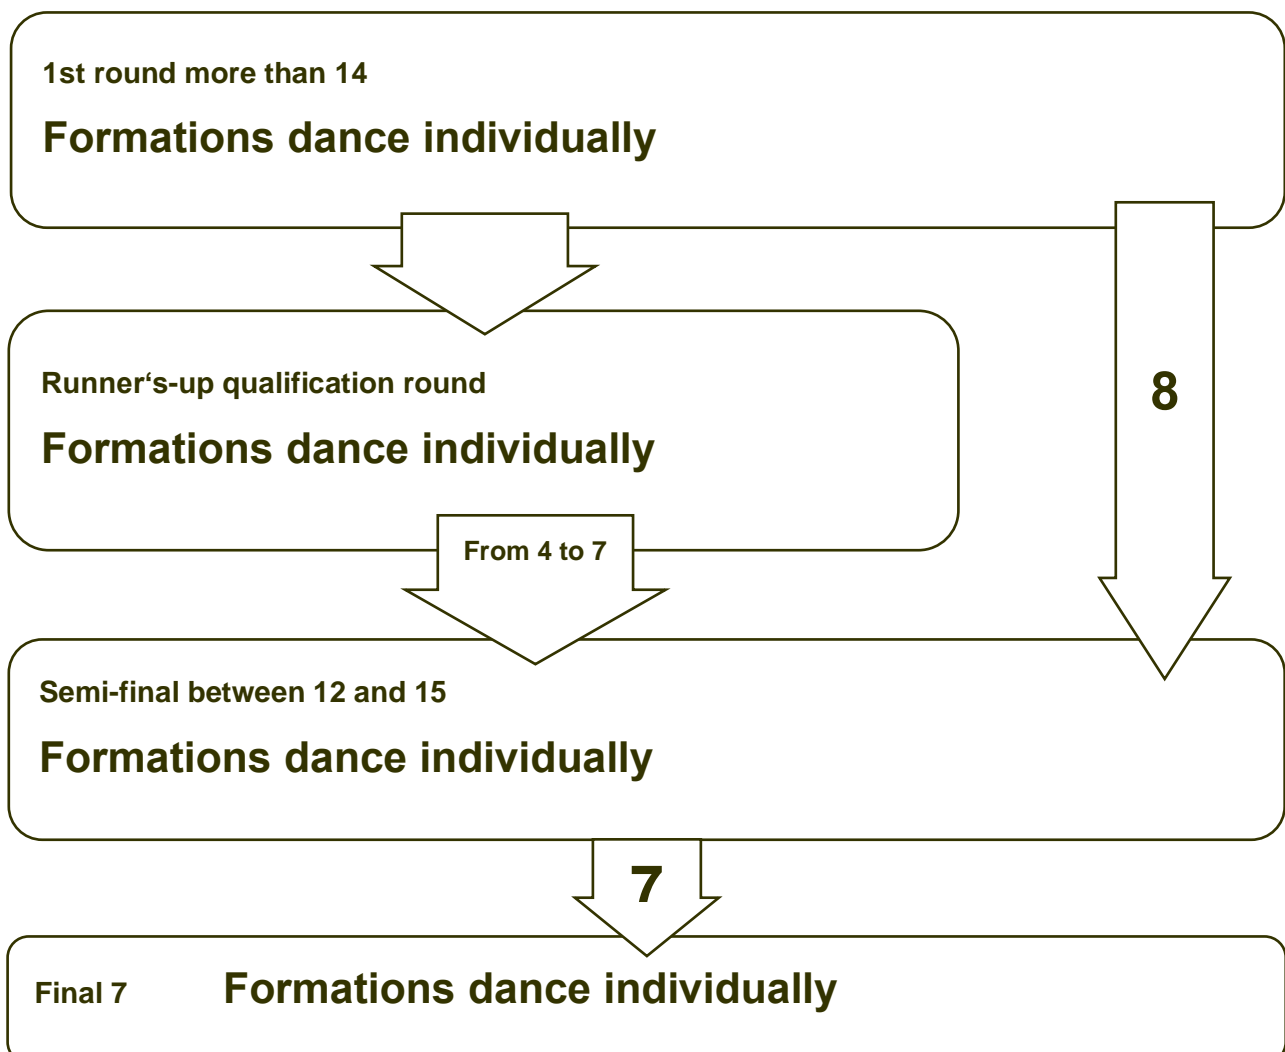 1st round more than 14
Formations dance individually
Runner‘s-up qualification round
Formations dance individually
8
From 4 to 7
Semi-final between 12 and 15
Formations dance individually
7
Final 7 Formations dance individually